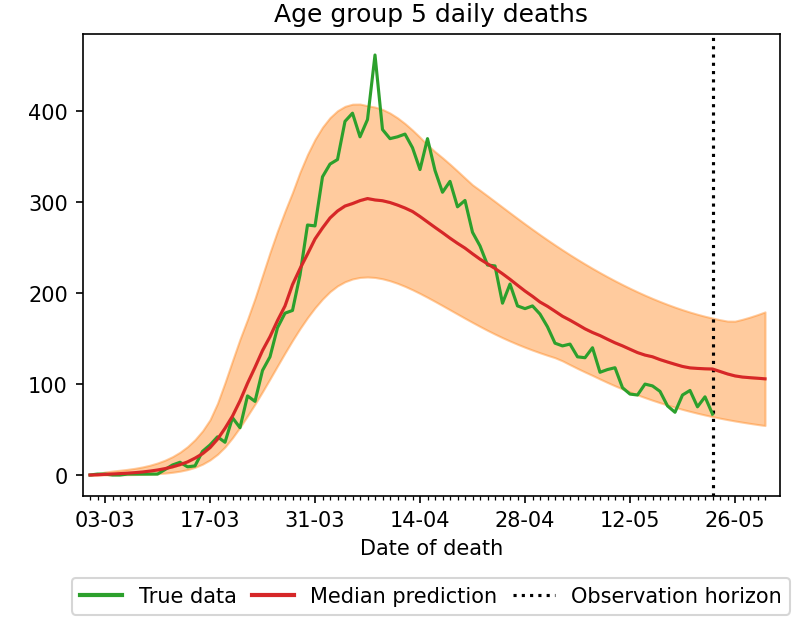 Age group 5 daily deaths
400
300
200
100
0
03-03 17-03 31-03 14-04 28-04 12-05 26-05
Date of death
True data Median prediction Observation horizon